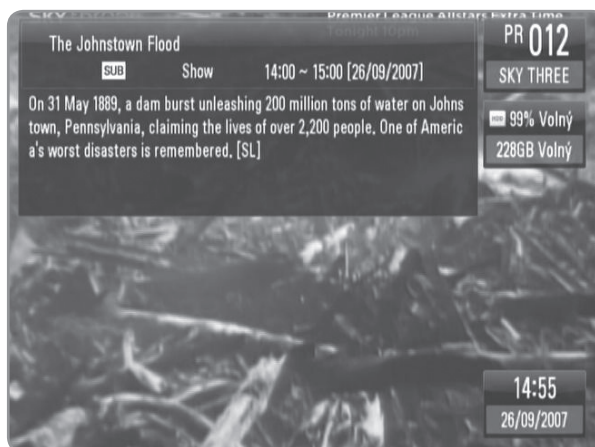 SKY
Premier League Allstars Extra Time
Tonight 10pm
The Johnstown Flood
SUB Show 14:00 ~ 15:00 [26/09/2007]
On 31 May 1889, a dam burst unleashing 200 million tons of water on Johns
town, Pennsylvania, claiming the lives of over 2,200 people. One of Americ
a's worst disasters is remembered. [SL]
PR 012
SKY THREE
99% Volný
228GB Volný
14:55
26/09/2007